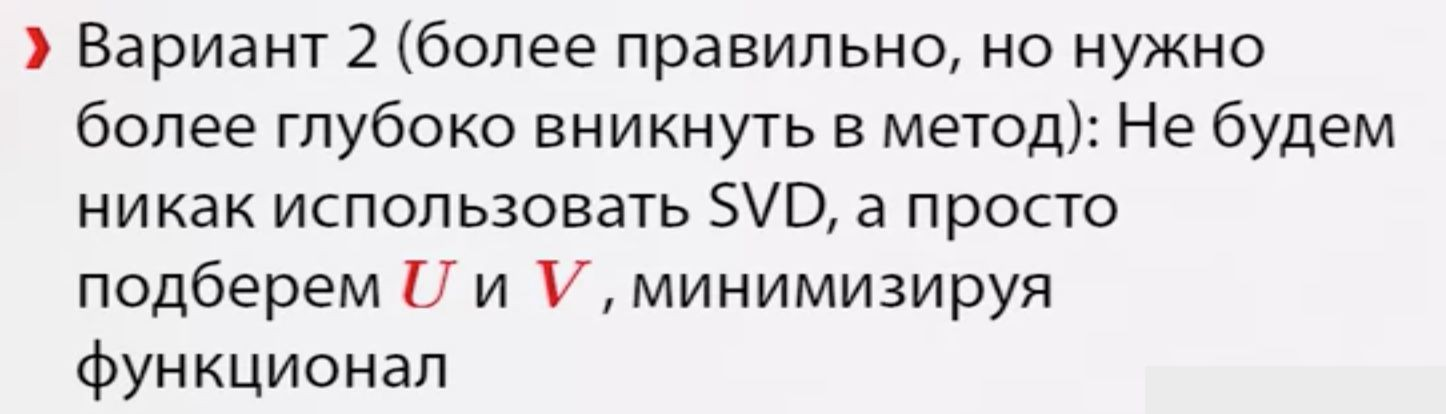 Вариант 2 (более правильно, но нужно
более глубоко вникнуть в метод): Не будем
никак использовать SVD, а просто
подберем U и V , минимизируя
функционал